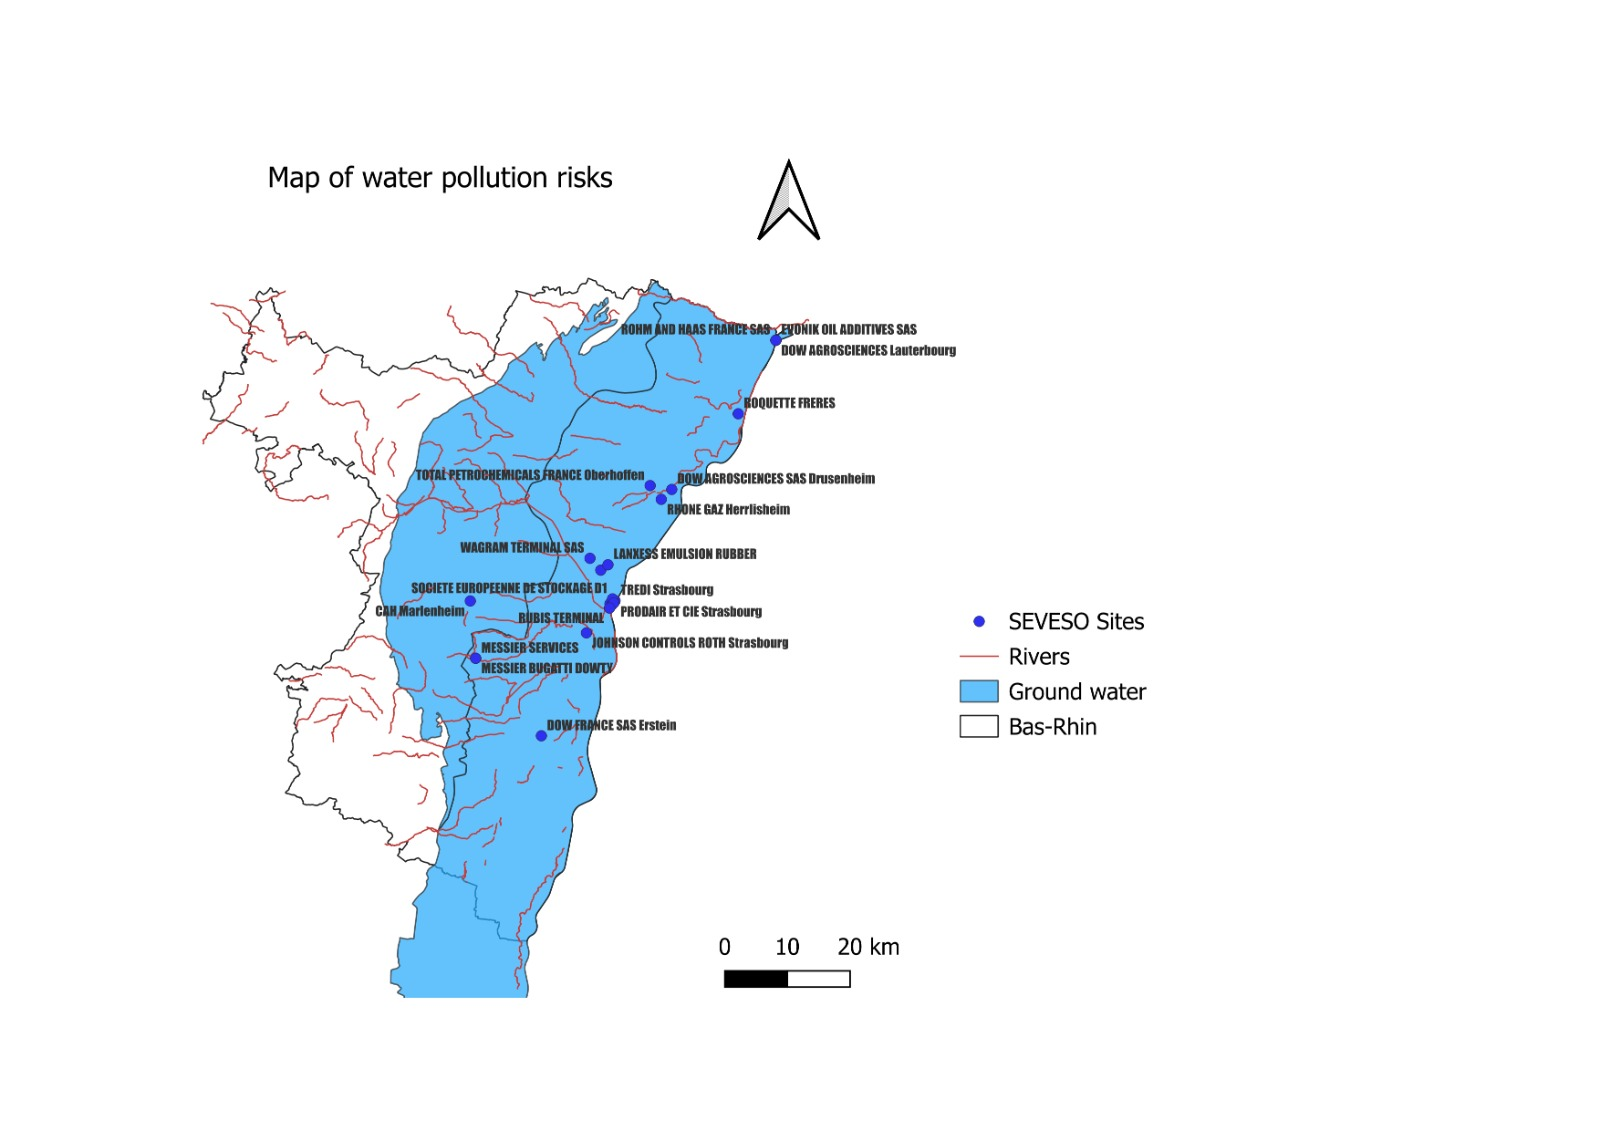 Map of water pollution risks
ROHM AND HAAS FRANCE SAS
EVONIK OIL ADDITIVES SAS
DOW AGROSCIENCES Lauterbourg
ROQUETTE FRERES
TOTAL PETROCHEMICALS FRANCE Oberhoffen
DOW AGROSCIENCES SAS Drusenheim
RHONE GAZ Herrlisheim
WAGRAM TERMINAL SAS
LANXESS EMULSION RUBBER
SOCIETE EUROPEENNE DE STOCKAGE D1
TREDI Strasbourg
CAH Marlenheim
PRODAIR ET CIE Strasbourg
RUBIS TERMINAL
JOHNSON CONTROLS ROTH Strasbourg
MESSIER SERVICES
MESSIER BUGATTI DOWTY
DOW FRANCE SAS Erstein
SEVESO Sites
Rivers
Ground water
Bas-Rhin
0 10 20 km